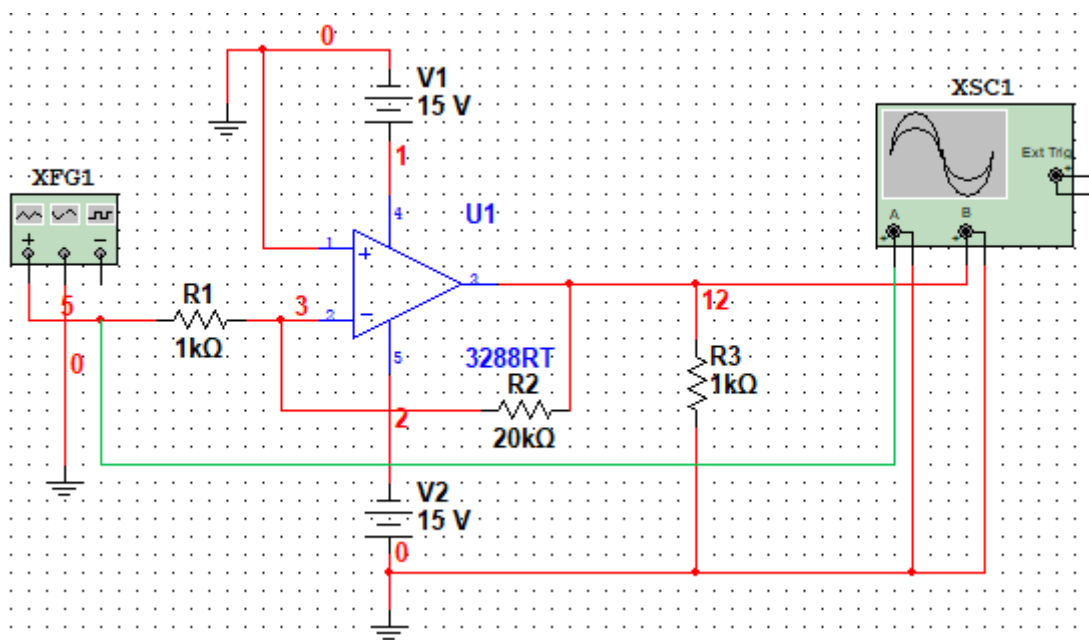 0
V1
15 V
XSC1
1
Ext Trig
+
XFG1
4
U1
A
B
+
−
1
+
+
+
5
R1
3
3
12
1kΩ
2
−
0
5
3288RT
R2
R3
1kΩ
2
20kΩ
V2
15 V
0